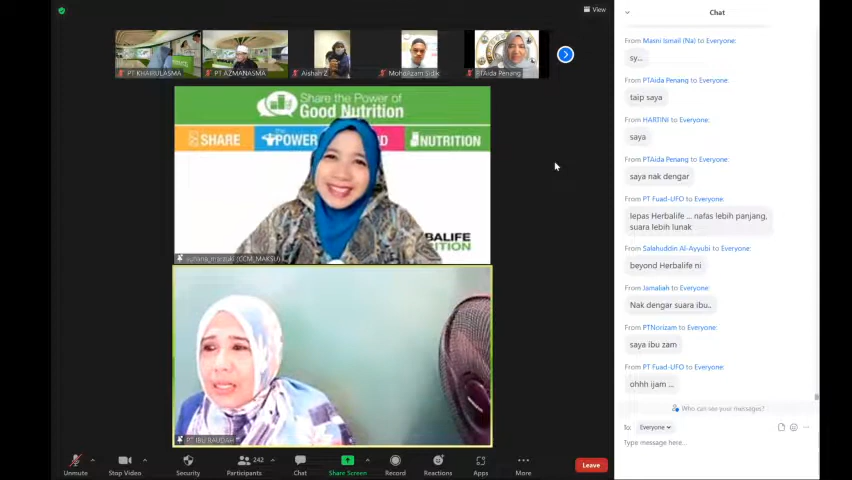 View
PT KHAIRULASMA
PT AZMANASMA
Aishah Z
MohdAzam Sidik
PTAida Penang
Share the Power of
Good Nutrition
SHARE
POWER
NUTRITION
BALIFE
ITION
(CCM_MAKSU)
PT IBU RAUDAH
Unmute
Stop Video
Security
242
Participants
Chat
Share Screen
Record
Reactions
Apps
More
Leave
Chat
From Masni Ismail (Na) to Everyone:
sy...
From PTAida Penang to Everyone:
taip saya
From HARTINI to Everyone:
saya
From PTAida Penang to Everyone:
saya nak dengar
From PT Fuad-UFO to Everyone:
lepas Herbalife ... nafas lebih panjang,
suara lebih lunak
From Salahuddin Al-Ayyubi to Everyone:
beyond Herbalife ni
From Jamaliah to Everyone:
Nak dengar suara ibu..
From PTNorizam to Everyone:
saya ibu zam
From PT Fuad-UFO to Everyone:
ohhh ijam ...
Who can see your messages?
To: Everyone
Type message here...